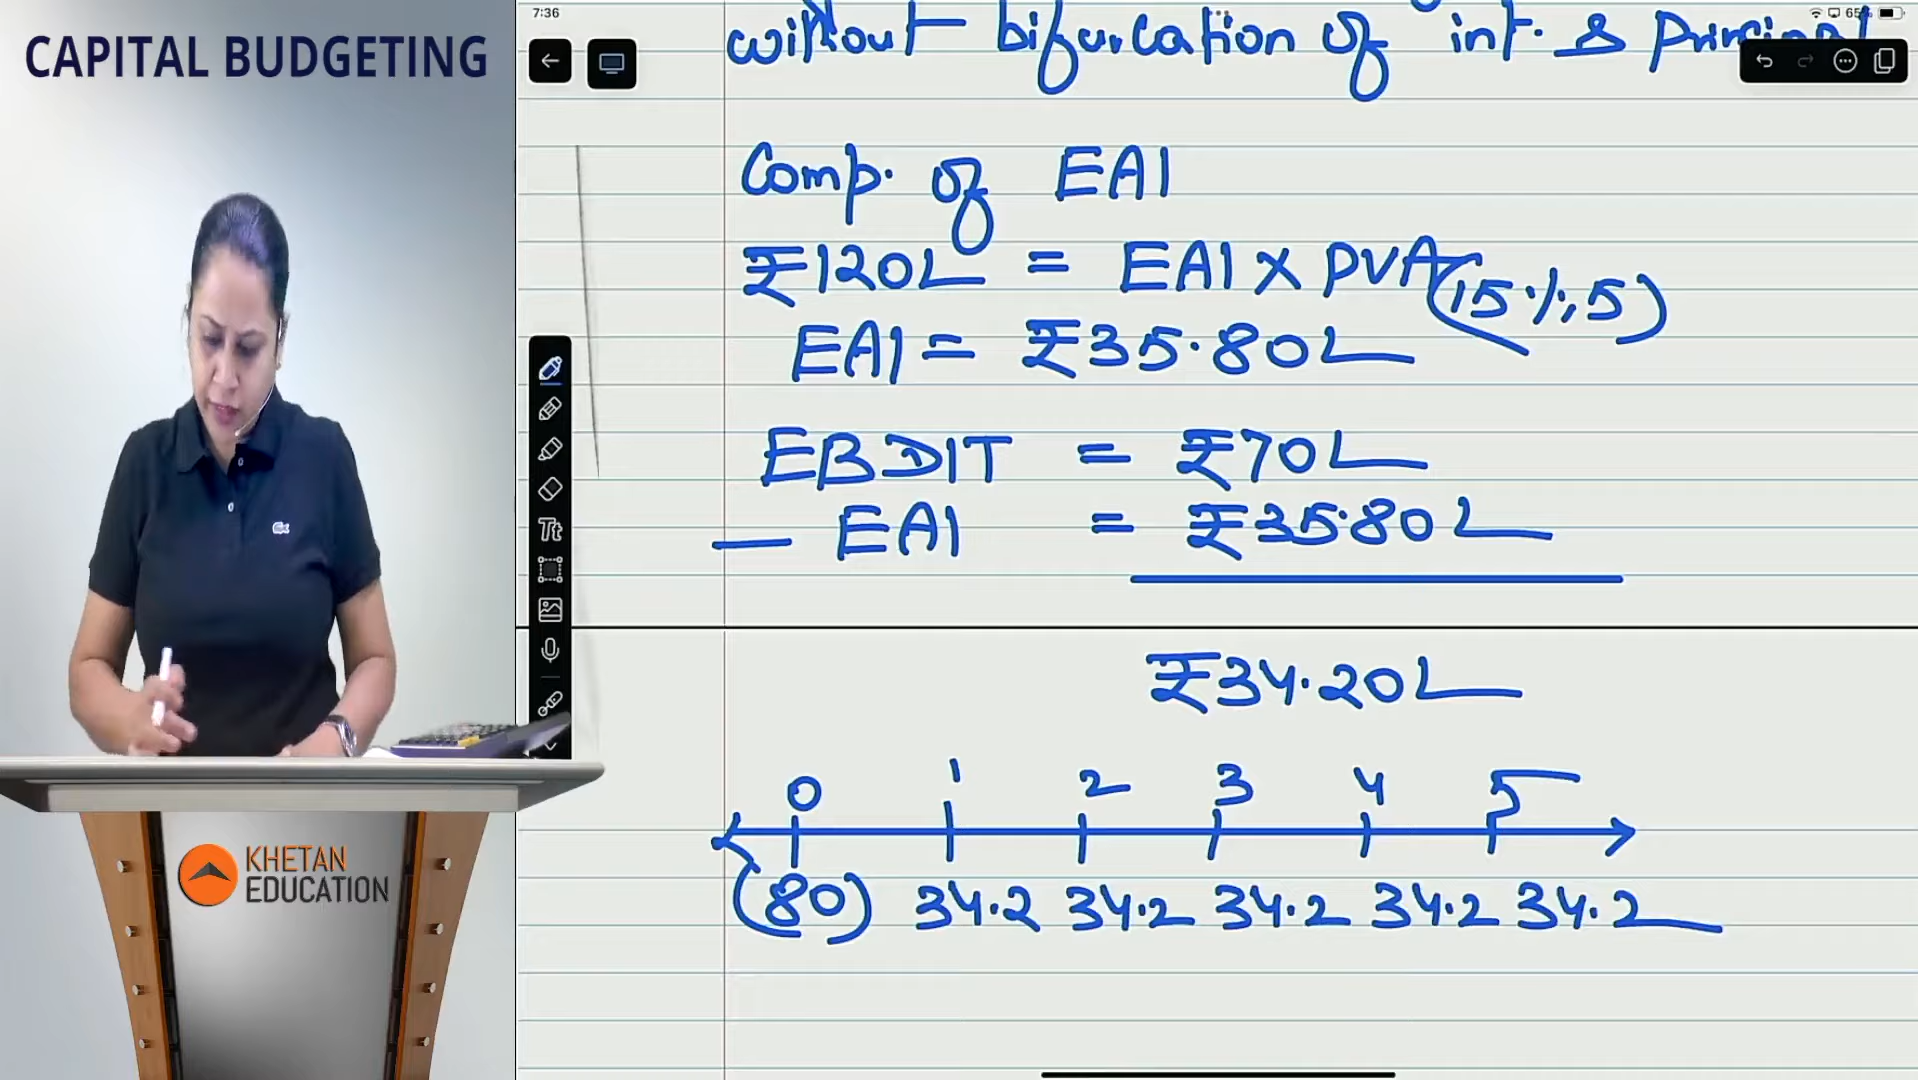 CAPITAL BUDGETING
7:36
65%
without bifurcation of int. & principal
Comp. of EAI
₹120L = EAI x PVA(15%,5)
EAI = ₹35.80L
EBDIT = ₹70L
— EAI = ₹35.80L
Tt
₹34.20L
0 1 2 3 4 5
(80) 34.2 34.2 34.2 34.2 34.2
KHETAN
EDUCATION